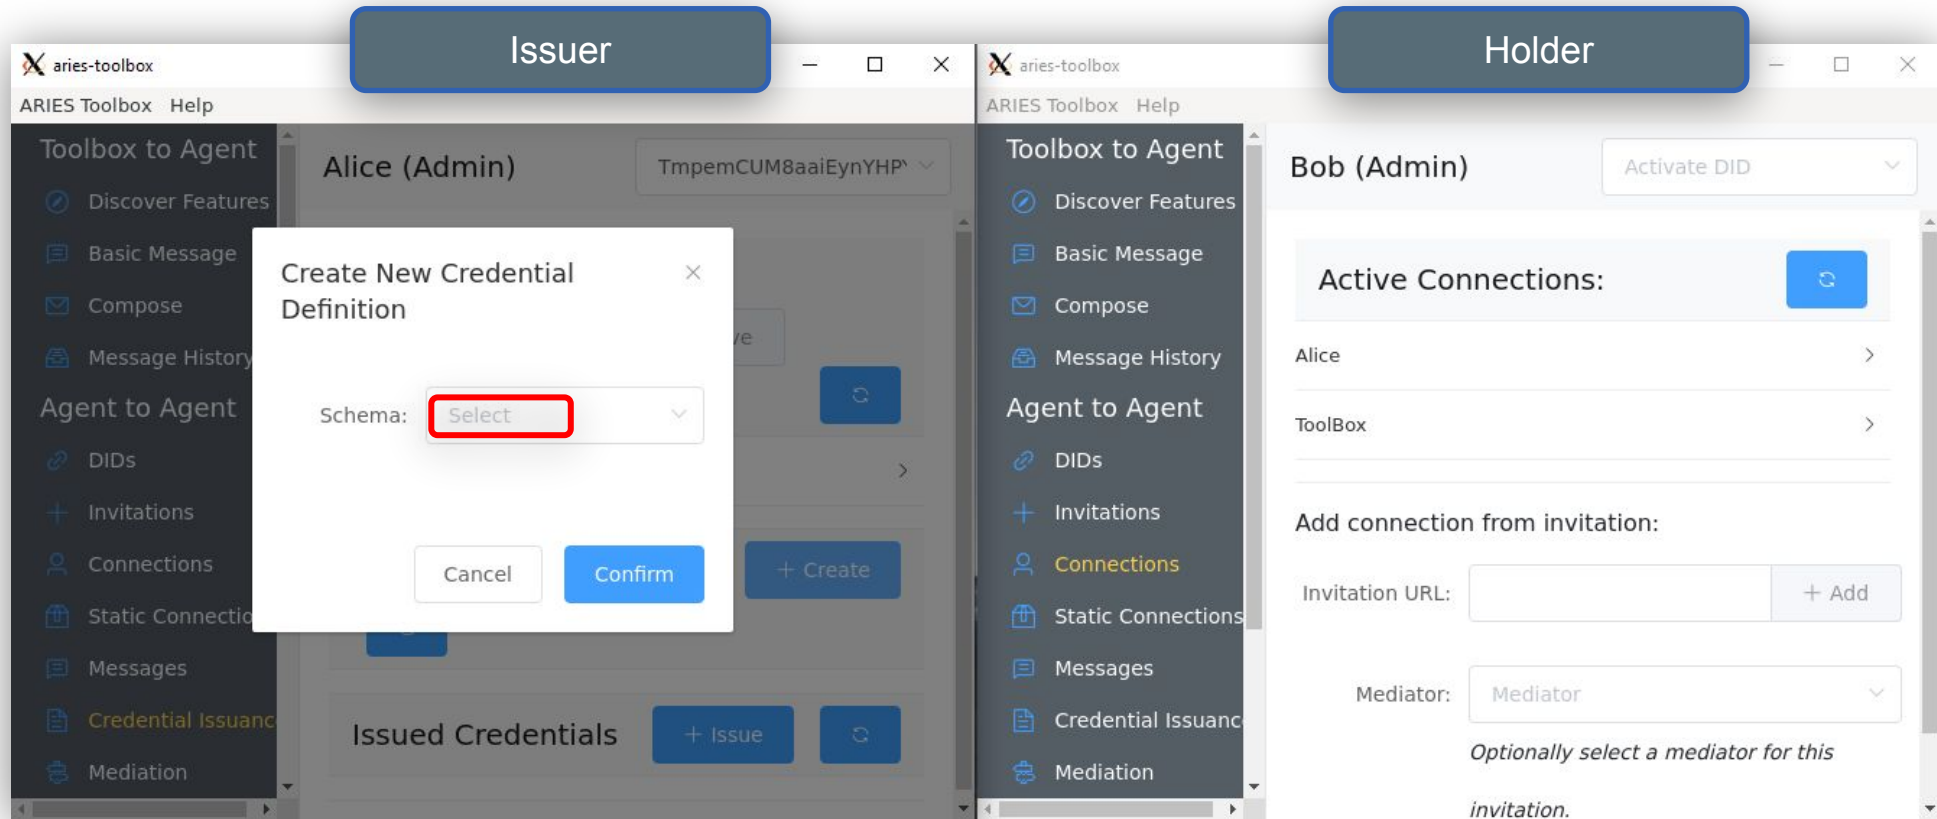 Issuer
aries-toolbox
ARIES Toolbox Help
Toolbox to Agent
Discover Features
Basic Message
Compose
Message History
Agent to Agent
DIDs
Invitations
Connections
Static Connectio
Messages
Credential Issuanc
Mediation
Alice (Admin)
TmpemCUM8aaiEynYHP
Create New Credential
Definition
Schema: Select
Cancel Confirm
ve
+ Create
Issued Credentials + Issue
Holder
aries-toolbox
ARIES Toolbox Help
Toolbox to Agent
Discover Features
Basic Message
Compose
Message History
Agent to Agent
DIDs
Invitations
Connections
Static Connections
Messages
Credential Issuanc
Mediation
Bob (Admin) Activate DID
Active Connections:
Alice
ToolBox
Add connection from invitation:
Invitation URL: + Add
Mediator: Mediator
Optionally select a mediator for this
invitation.